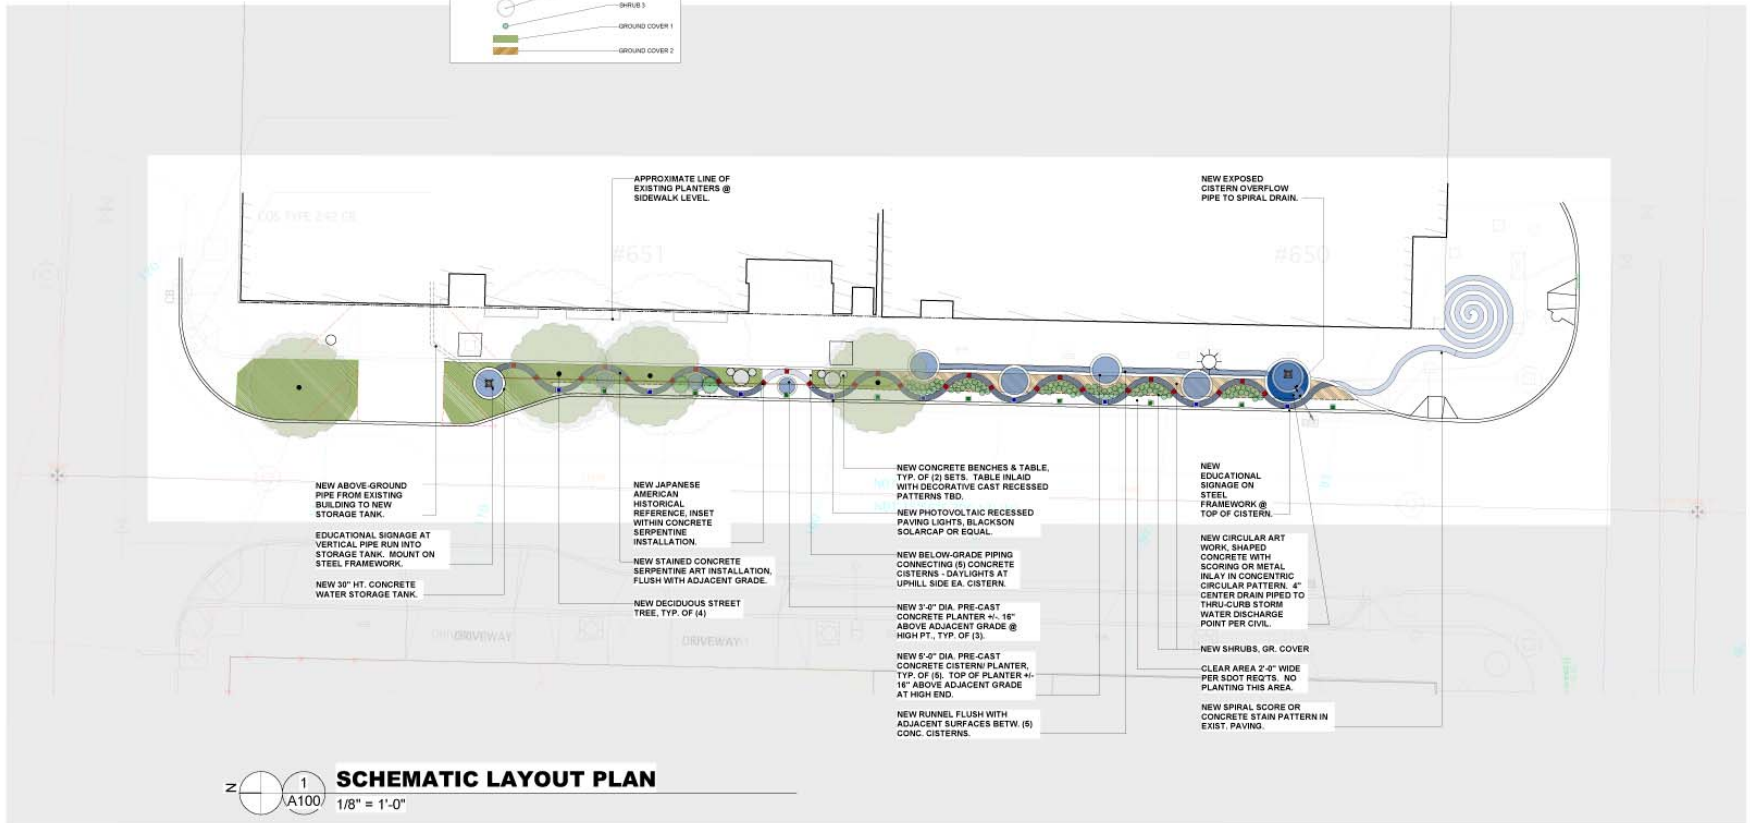 SHRUB 3
GROUND COVER 1
GROUND COVER 2
APPROXIMATE LINE OF
EXISTING PLANTERS @
SIDEWALK LEVEL.
NEW EXPOSED
CISTERN OVERFLOW
PIPE TO SPIRAL DRAIN.
#651
#650
CB
NEW ABOVE-GROUND
PIPE FROM EXISTING
BUILDING TO NEW
STORAGE TANK.
EDUCATIONAL SIGNAGE AT
VERTICAL PIPE RUN INTO
STORAGE TANK. MOUNT ON
STEEL FRAMEWORK.
NEW 30" HT. CONCRETE
WATER STORAGE TANK.
NEW JAPANESE
AMERICAN
HISTORICAL
REFERENCE, INSET
WITHIN CONCRETE
SERPENTINE
INSTALLATION.
NEW STAINED CONCRETE
SERPENTINE ART INSTALLATION,
FLUSH WITH ADJACENT GRADE.
NEW DECIDUOUS STREET
TREE, TYP. OF (4)
NEW CONCRETE BENCHES & TABLE,
TYP. OF (2) SETS. TABLE INLAID
WITH DECORATIVE CAST RECESSED
PATTERNS TBD.
NEW PHOTOVOLTAIC RECESSED
PAVING LIGHTS, BLACKSON
SOLARCAP OR EQUAL.
NEW BELOW-GRADE PIPING
CONNECTING (5) CONCRETE
CISTERNS - DAYLIGHTS AT
UPHILL SIDE EA. CISTERN.
NEW 3'-0" DIA. PRE-CAST
CONCRETE PLANTER +/- 16"
ABOVE ADJACENT GRADE @
HIGH PT., TYP. OF (3).
NEW 5'-0" DIA. PRE-CAST
CONCRETE CISTERN/ PLANTER,
TYP. OF (5). TOP OF PLANTER +/-
16" ABOVE ADJACENT GRADE
AT HIGH END.
NEW RUNNEL FLUSH WITH
ADJACENT SURFACES BETW. (5)
CONC. CISTERNS.
NEW
EDUCATIONAL
SIGNAGE ON
STEEL
FRAMEWORK @
TOP OF CISTERN.
NEW CIRCULAR ART
WORK, SHAPED
CONCRETE WITH
SCORING OR METAL
INLAY IN CONCENTRIC
CIRCULAR PATTERN. 4"
CENTER DRAIN PIPED TO
THRU-CURB STORM
WATER DISCHARGE
POINT PER CIVIL.
NEW SHRUBS, GR. COVER
CLEAR AREA 2'-0" WIDE
PER SDOT REQ'TS. NO
PLANTING THIS AREA.
NEW SPIRAL SCORE OR
CONCRETE STAIN PATTERN IN
EXIST. PAVING.
DRIVEWAY
DRIVEWAY
N
1
A100
SCHEMATIC LAYOUT PLAN
1/8" = 1'-0"